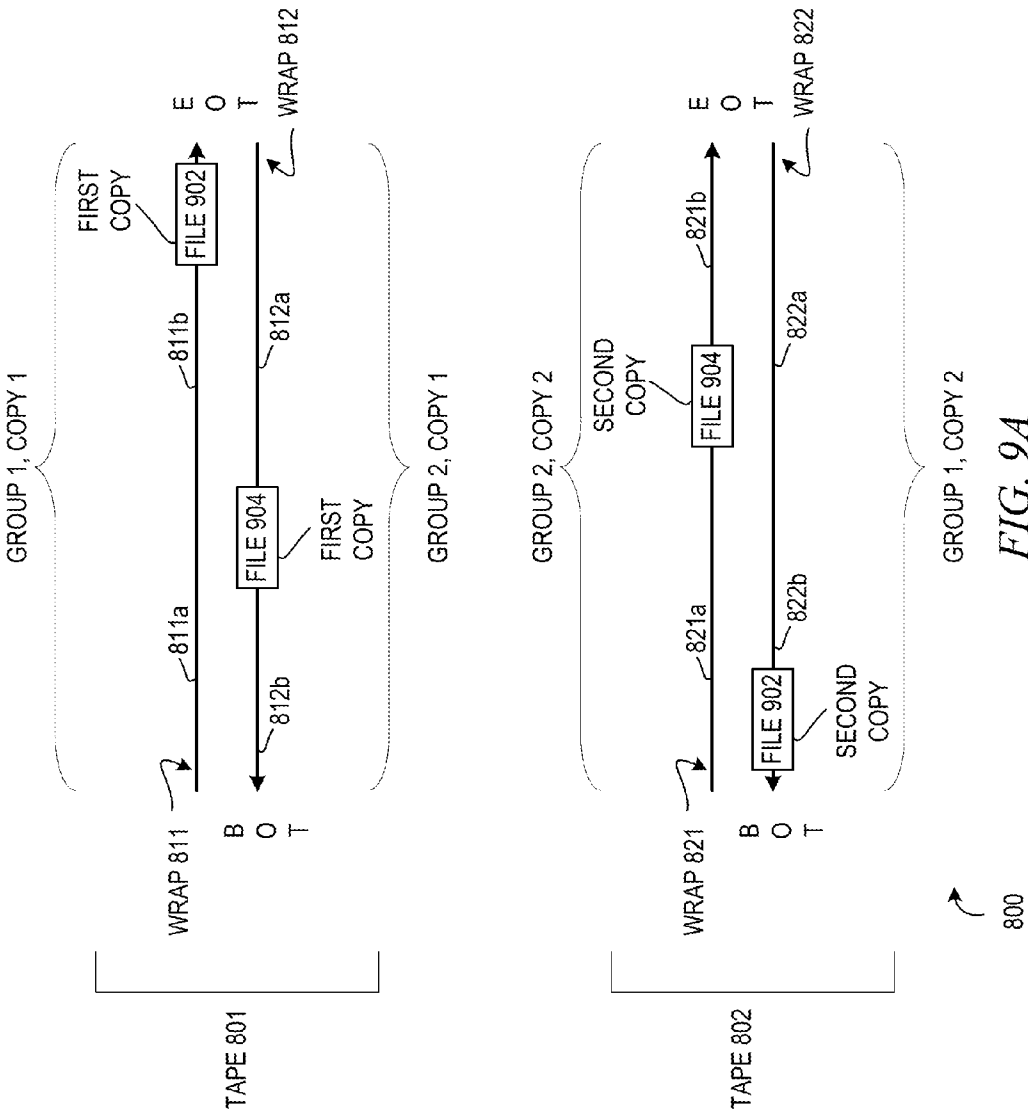 GROUP 1, COPY 1
FIRST
COPY
WRAP 811
811a
811b
FILE 902
E
O
T
B
O
T
812b
FILE 904
812a
WRAP 812
FIRST
COPY
TAPE 801
GROUP 2, COPY 1
GROUP 2, COPY 2
SECOND
COPY
WRAP 821
821a
FILE 904
821b
E
O
T
B
O
T
FILE 902
822b
822a
WRAP 822
SECOND
COPY
TAPE 802
GROUP 1, COPY 2
800
FIG. 9A